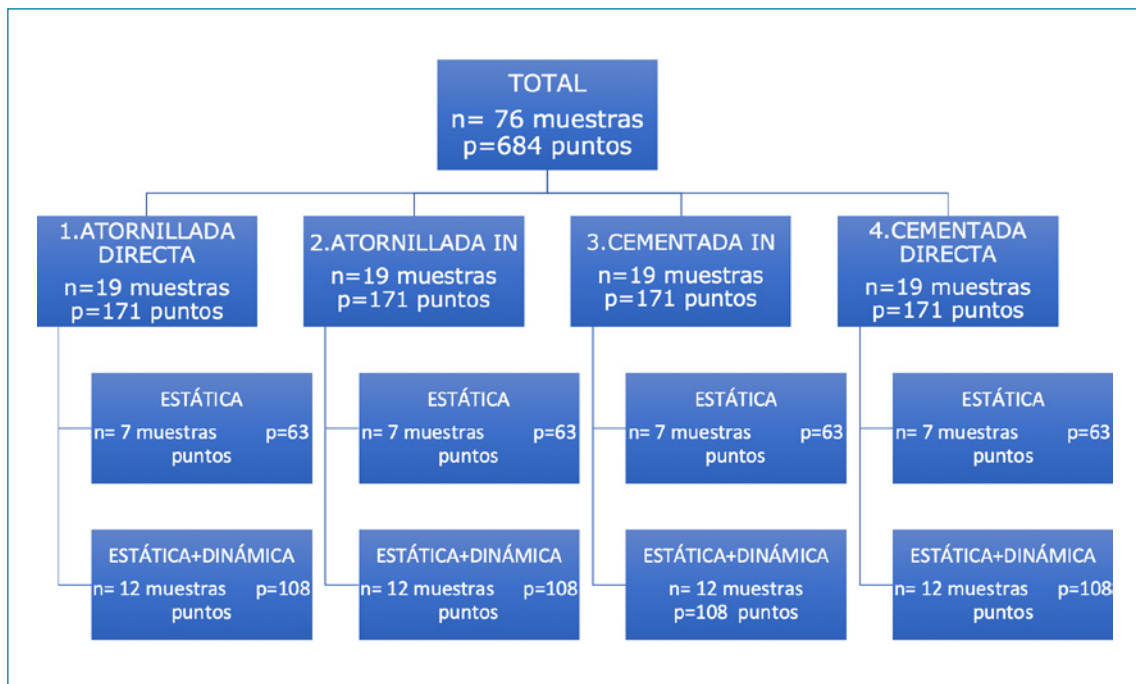 TOTAL
n= 76 muestras
p=684 puntos
1.ATORNILLADA
DIRECTA
n=19 muestras
p=171 puntos
2.ATORNILLADA IN
n=19 muestras
p=171 puntos
3.CEMENTADA IN
n=19 muestras
p=171 puntos
4.CEMENTADA
DIRECTA
n=19 muestras
p=171 puntos
ESTÁTICA
n= 7 muestras p=63
puntos
ESTÁTICA
n= 7 muestras p=63
puntos
ESTÁTICA
n= 7 muestras p=63
puntos
ESTÁTICA
n= 7 muestras p=63
puntos
ESTÁTICA+DINÁMICA
n= 12 muestras p=108
puntos
ESTÁTICA+DINÁMICA
n= 12 muestras p=108
puntos
ESTÁTICA+DINÁMICA
n= 12 muestras
p=108 puntos
ESTÁTICA+DINÁMICA
n= 12 muestras p=108
puntos